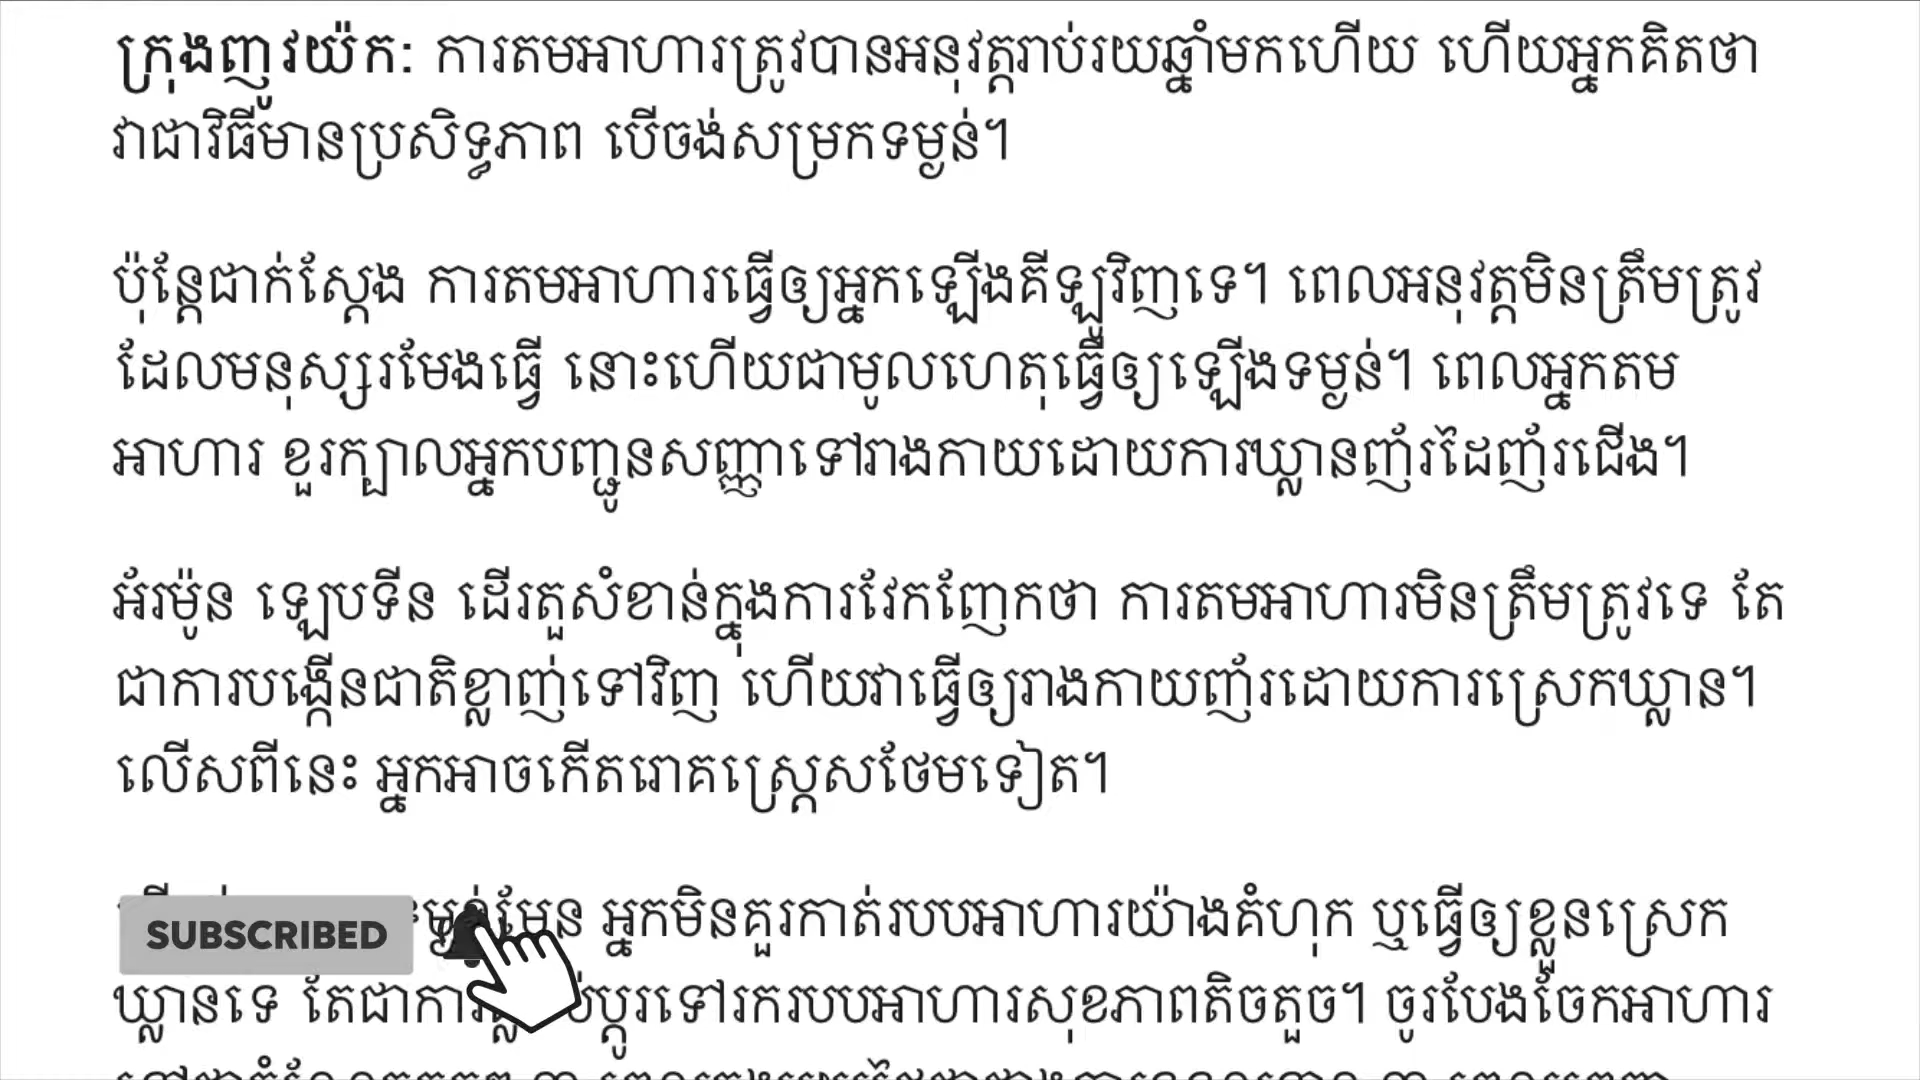 ក្រុងញូវយ៉ក: ការតមអាហារត្រូវបានអនុវត្តរាប់រយឆ្នាំមកហើយ ហើយអ្នកគិតថា
វាជាវិធីមានប្រសិទ្ធភាព បើចង់សម្រកទម្ងន់។
ប៉ុន្តែជាក់ស្តែង ការតមអាហារធ្វើឲ្យអ្នកឡើងគីឡូវិញទេ។ ពេលអនុវត្តមិនត្រឹមត្រូវ
ដែលមនុស្សរមែងធ្វើ នោះហើយជាមូលហេតុធ្វើឲ្យឡើងទម្ងន់។ ពេលអ្នកតម
អាហារ ខួរក្បាលអ្នកបញ្ជូនសញ្ញាទៅរាងកាយដោយការឃ្លានញ័រដៃញ័រជើង។
អ័រម៉ូន ឡេបទីន ដើរតួសំខាន់ក្នុងការវែកញែកថា ការតមអាហារមិនត្រឹមត្រូវទេ តែ
ជាការបង្កើនជាតិខ្លាញ់ទៅវិញ ហើយវាធ្វើឲ្យរាងកាយញ័រដោយការស្រេកឃ្លាន។
លើសពីនេះ អ្នកអាចកើតរោគស្ត្រេសថែមទៀត។
មែន អ្នកមិនគួរកាត់របបអាហារយ៉ាងគំហុក ឬធ្វើឲ្យខ្លួនស្រេក
SUBSCRIBED
ឃ្លានទេ តែជាការ ទៅរករបបអាហារសុខភាពតិចតួច។ ចូរបែងចែកអាហារ